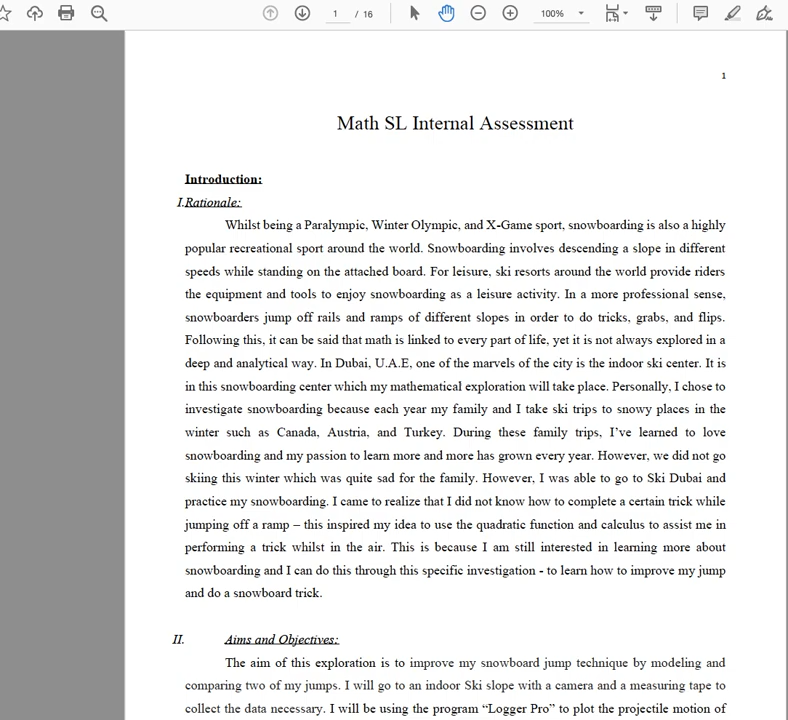 1 / 16
100%
1
Math SL Internal Assessment
Introduction:
I.Rationale:
Whilst being a Paralympic, Winter Olympic, and X-Game sport, snowboarding is also a highly
popular recreational sport around the world. Snowboarding involves descending a slope in different
speeds while standing on the attached board. For leisure, ski resorts around the world provide riders
the equipment and tools to enjoy snowboarding as a leisure activity. In a more professional sense,
snowboarders jump off rails and ramps of different slopes in order to do tricks, grabs, and flips.
Following this, it can be said that math is linked to every part of life, yet it is not always explored in a
deep and analytical way. In Dubai, U.A.E, one of the marvels of the city is the indoor ski center. It is
in this snowboarding center which my mathematical exploration will take place. Personally, I chose to
investigate snowboarding because each year my family and I take ski trips to snowy places in the
winter such as Canada, Austria, and Turkey. During these family trips, I've learned to love
snowboarding and my passion to learn more and more has grown every year. However, we did not go
skiing this winter which was quite sad for the family. However, I was able to go to Ski Dubai and
practice my snowboarding. I came to realize that I did not know how to complete a certain trick while
jumping off a ramp – this inspired my idea to use the quadratic function and calculus to assist me in
performing a trick whilst in the air. This is because I am still interested in learning more about
snowboarding and I can do this through this specific investigation - to learn how to improve my jump
and do a snowboard trick.
II. Aims and Objectives:
The aim of this exploration is to improve my snowboard jump technique by modeling and
comparing two of my jumps. I will go to an indoor Ski slope with a camera and a measuring tape to
collect the data necessary. I will be using the program “Logger Pro” to plot the projectile motion of